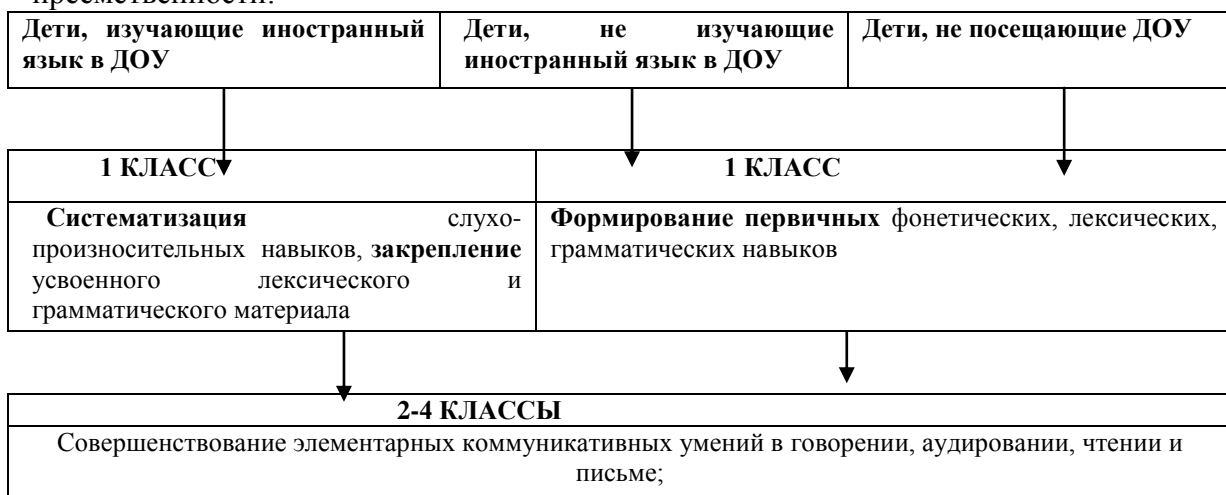 преемственности.
Дети, изучающие иностранный
язык в ДОУ
Дети, не изучающие
иностранный язык в ДОУ
Дети, не посещающие ДОУ
1 КЛАСС
1 КЛАСС
Систематизация слухо-
произносительных навыков, закрепление
усвоенного лексического и
грамматического материала
Формирование первичных фонетических, лексических,
грамматических навыков
2-4 КЛАССЫ
Совершенствование элементарных коммуникативных умений в говорении, аудировании, чтении и
письме;